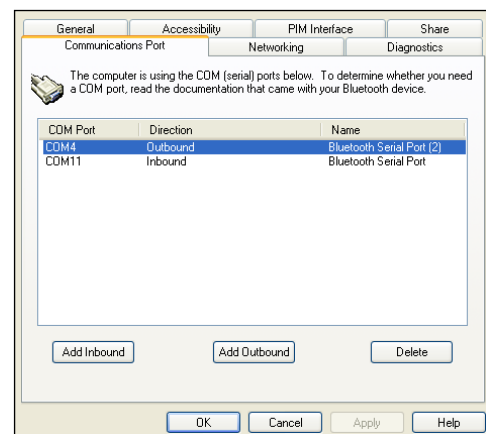 General Accessibility PIM Interface Share
Communications Port Networking Diagnostics
The computer is using the COM (serial) ports below. To determine whether you need
a COM port, read the documentation that came with your Bluetooth device.
COM Port Direction Name
COM4 Outbound Bluetooth Serial Port (2)
COM11 Inbound Bluetooth Serial Port
Add Inbound Add Outbound Delete
OK Cancel Apply Help